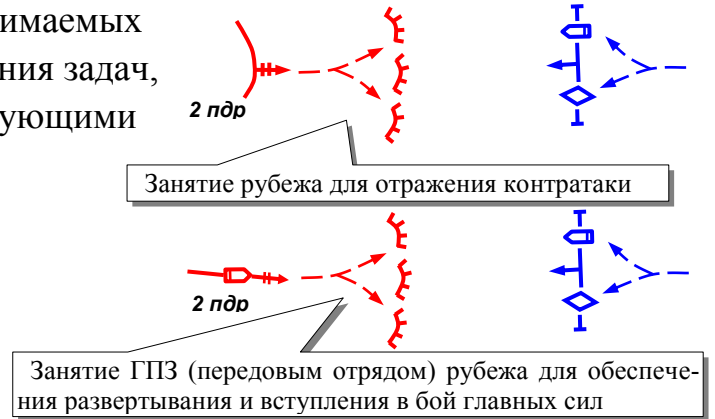 имаемых
ния задач,
ующими
2 пдр
Занятие рубежа для отражения контратаки
2 пдр
Занятие ГПЗ (передовым отрядом) рубежа для обеспече-
ния развертывания и вступления в бой главных сил